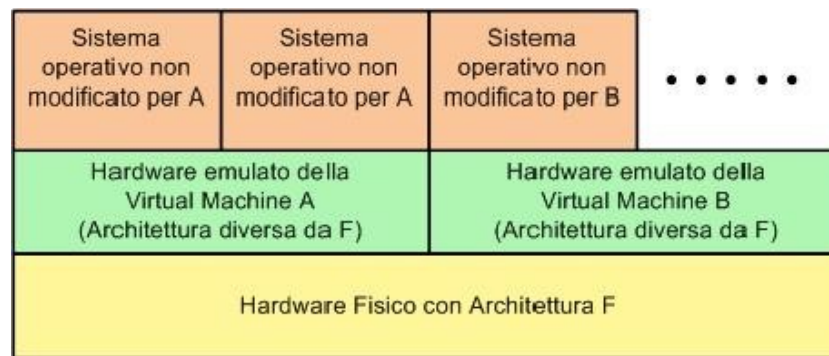 Sistema
operativo non
modificato per A
Sistema
operativo non
modificato per A
Sistema
operativo non
modificato per B
Hardware emulato della
Virtual Machine A
(Architettura diversa da F)
Hardware emulato della
Virtual Machine B
(Architettura diversa da F)
Hardware Fisico con Architettura F